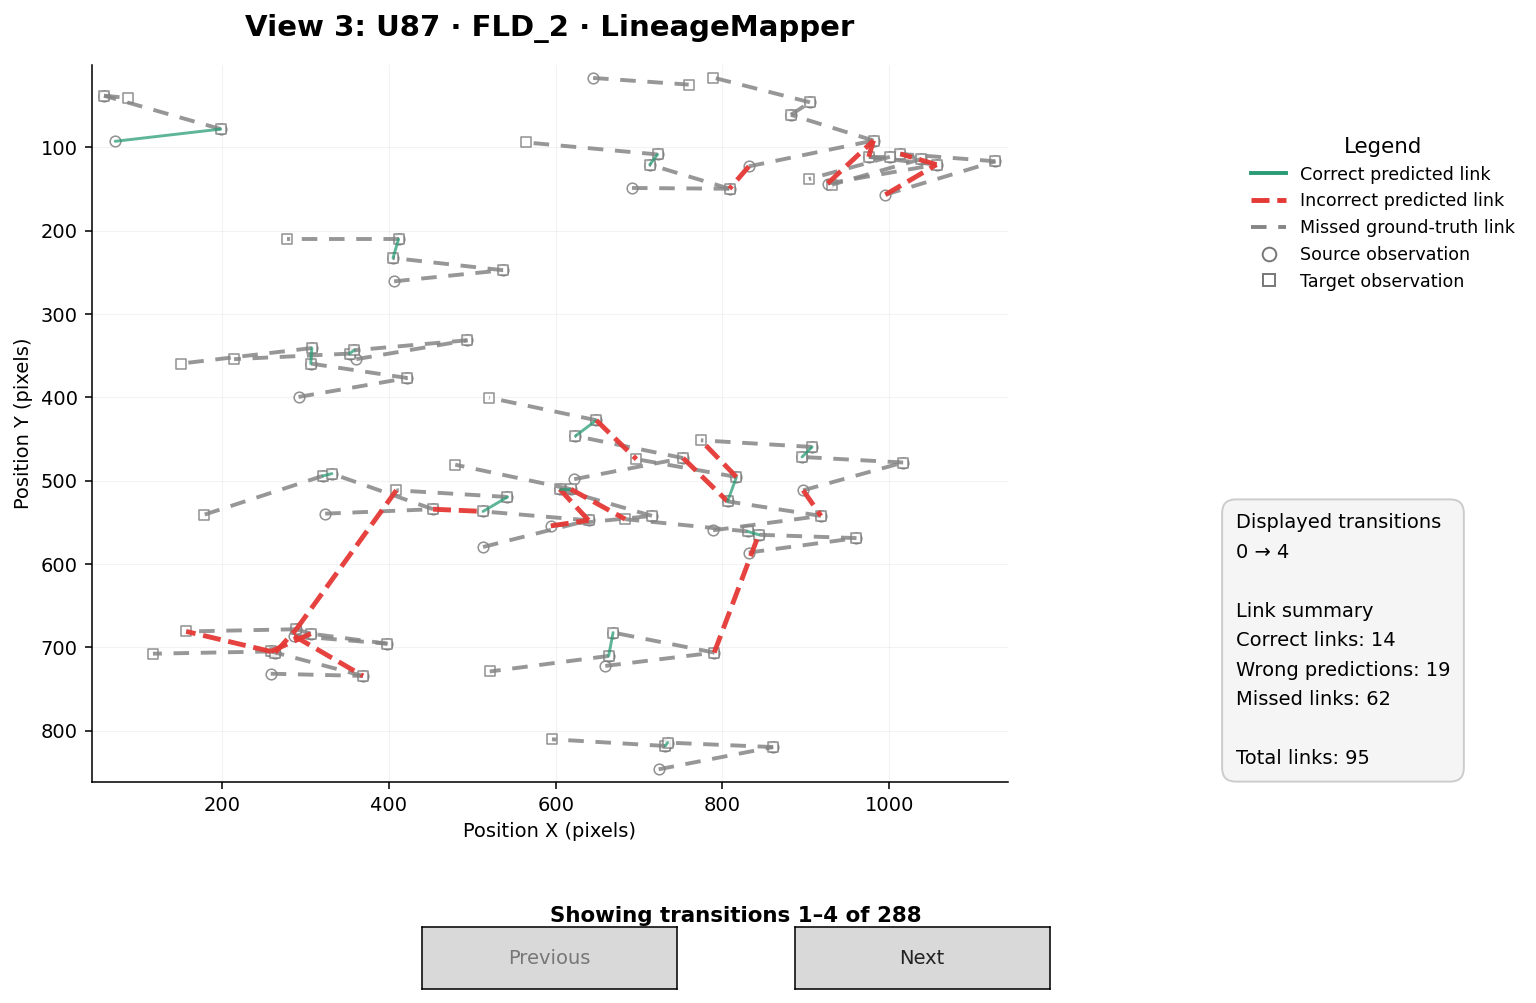 View 3: U87 · FLD_2 · LineageMapper
100
200
300
400
500
600
700
800
Position Y (pixels)
200
400
600
800
1000
Position X (pixels)
Legend
Correct predicted link
Incorrect predicted link
Missed ground-truth link
Source observation
Target observation
Displayed transitions
0 → 4
Link summary
Correct links: 14
Wrong predictions: 19
Missed links: 62
Total links: 95
Showing transitions 1–4 of 288
Previous
Next